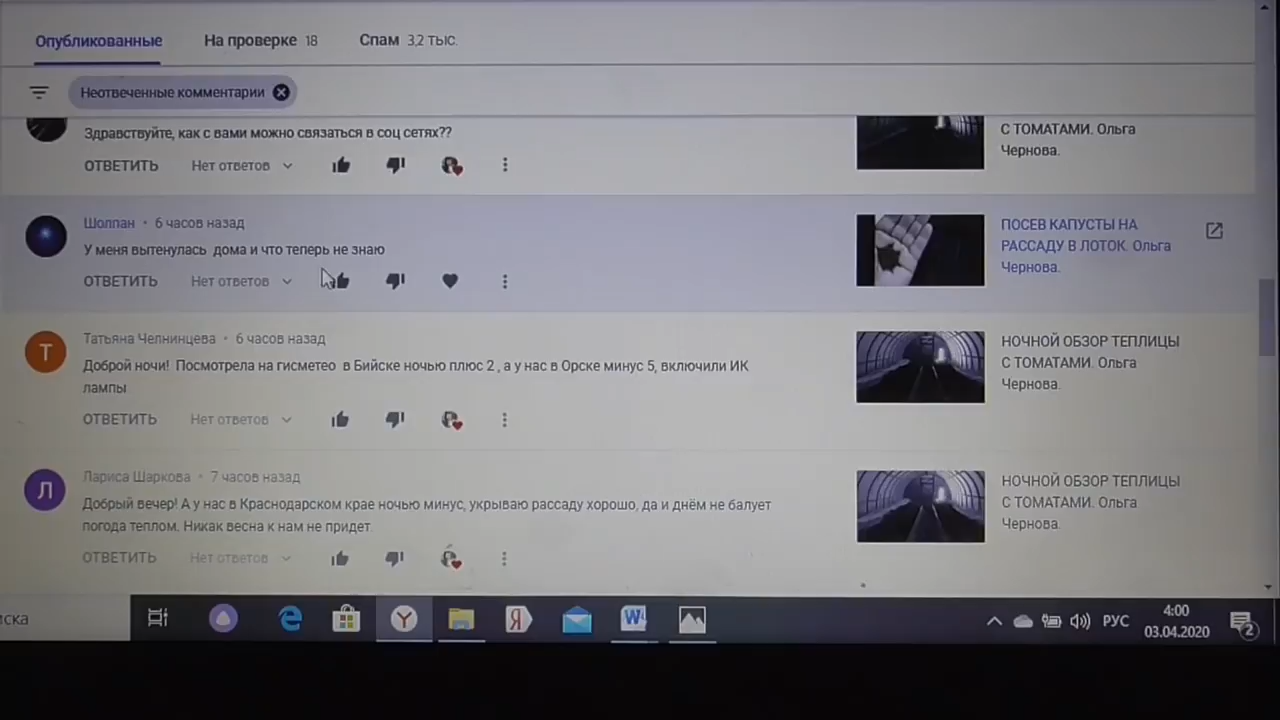 Опубликованные
На проверке 18
Спам 3,2 тыс.
Неотвеченные комментарии
Здравствуйте, как с вами можно связаться в соц сетях??
С ТОМАТАМИ. Ольга
Чернова.
ОТВЕТИТЬ Нет ответов
Шолпан • 6 часов назад
У меня вытенулась дома и что теперь не знаю
ОТВЕТИТЬ Нет ответов
ПОСЕВ КАПУСТЫ НА
РАССАДУ В ЛОТОК. Ольга
Чернова.
Татьяна Челнинцева • 6 часов назад
Доброй ночи! Посмотрела на гисметео в Бийске ночью плюс 2 , а у нас в Орске минус 5, включили ИК
лампы
ОТВЕТИТЬ Нет ответов
НОЧНОЙ ОБЗОР ТЕПЛИЦЫ
С ТОМАТАМИ. Ольга
Чернова.
Лариса Шаркова • 7 часов назад
Добрый вечер! А у нас в Краснодарском крае ночью минус, укрываю рассаду хорошо, да и днём не балует
погода теплом. Никак весна к нам не придет.
ОТВЕТИТЬ Нет ответов
НОЧНОЙ ОБЗОР ТЕПЛИЦЫ
С ТОМАТАМИ. Ольга
Чернова.
Т
Л
иска
РУС
4:00
03.04.2020
2